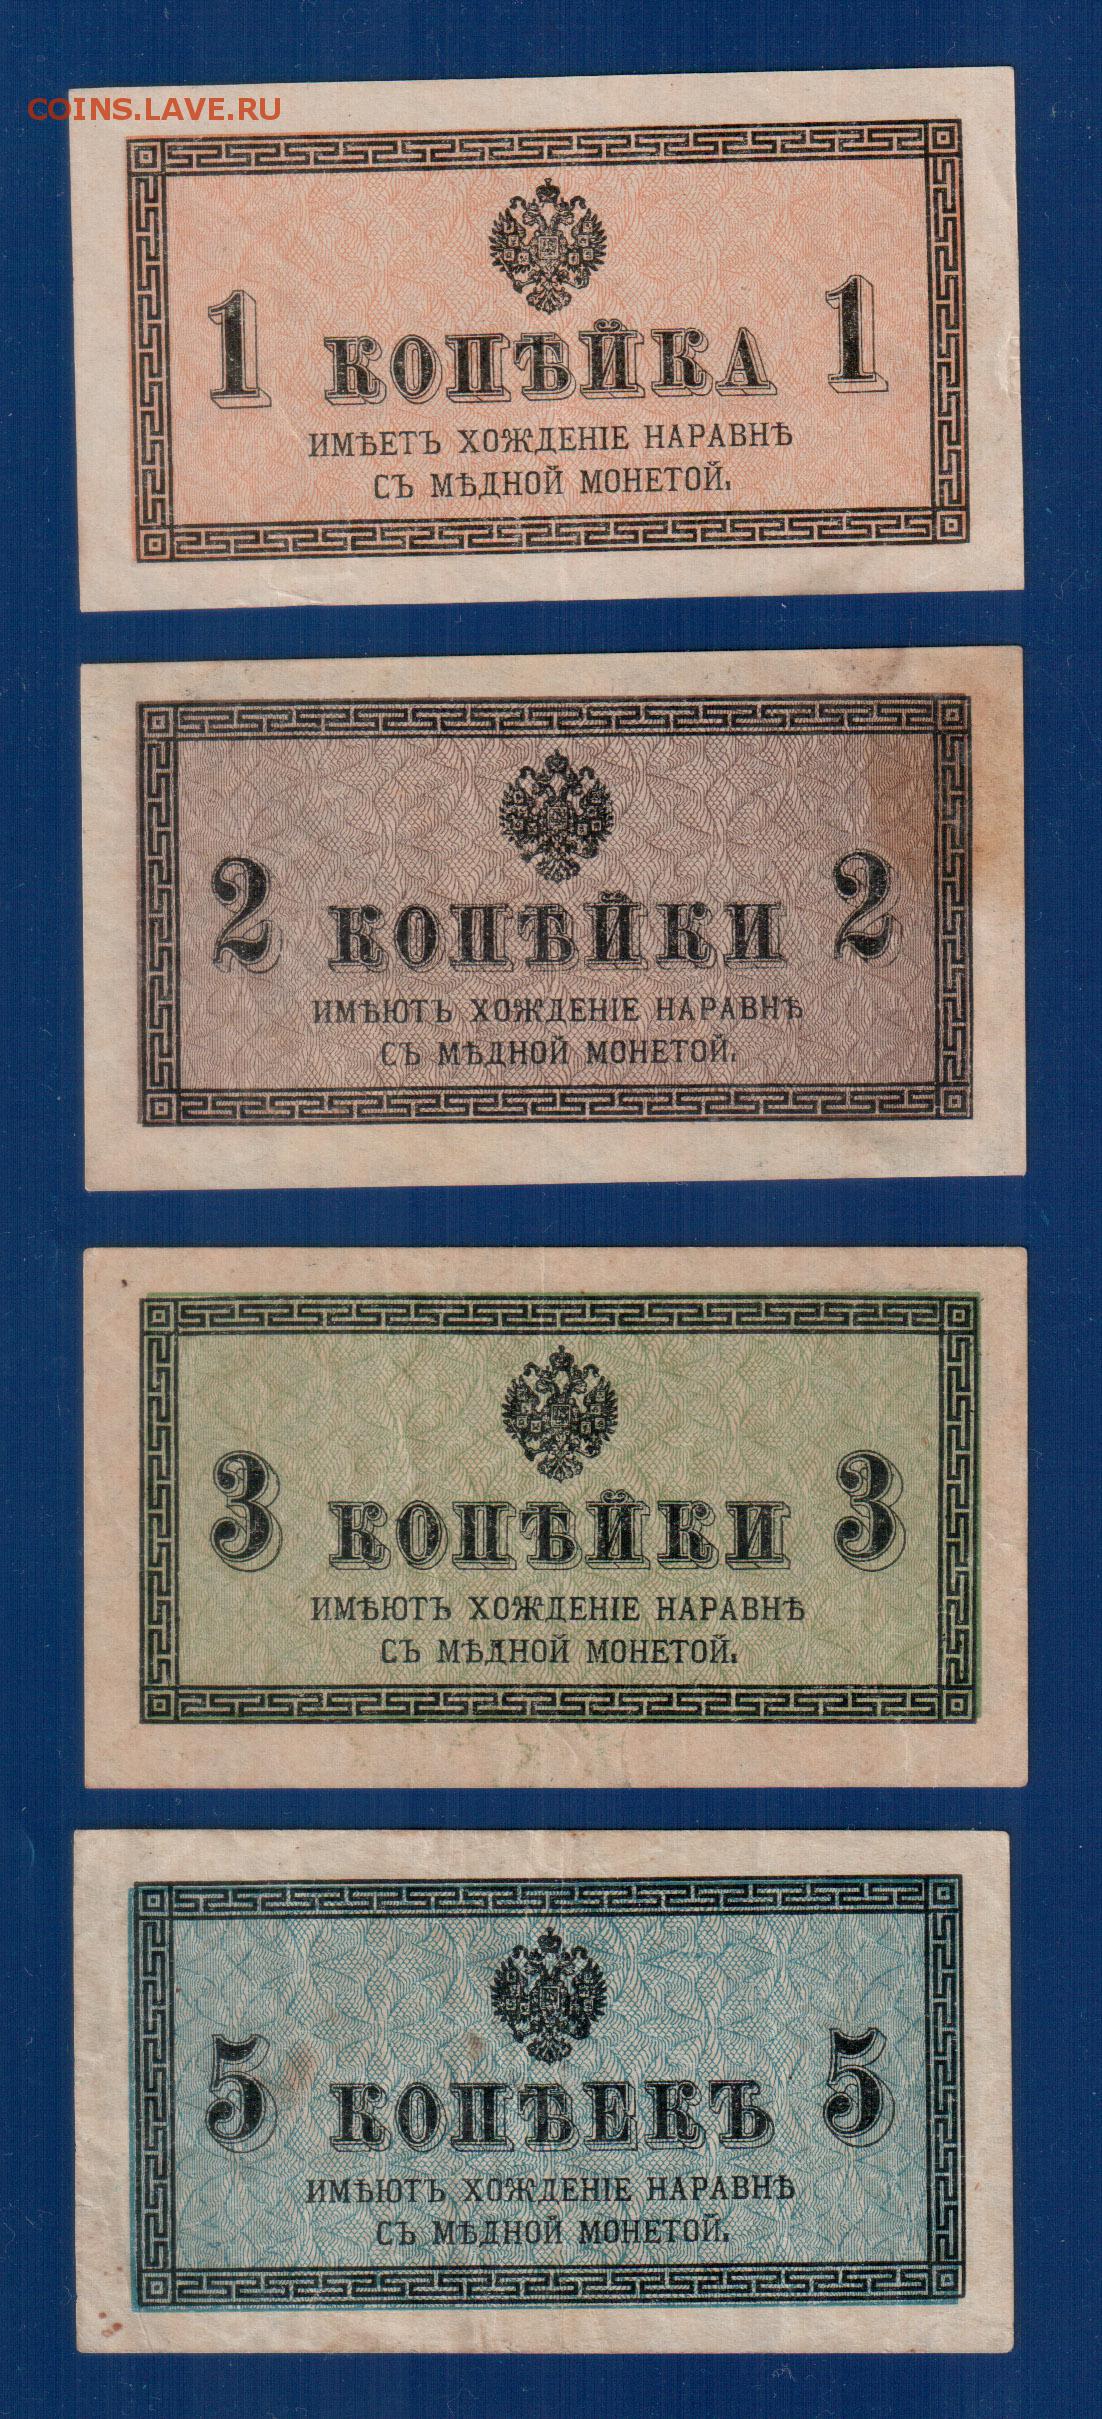 COINS.LAVE.RU
1 КОПѢЙКА 1
ИМѢЕТЪ ХОЖДЕНІЕ НАРАВНѢ
СЪ МѢДНОЙ МОНЕТОЙ.
2 КОПѢЙКИ 2
ИМѢЮТЪ ХОЖДЕНІЕ НАРАВНѢ
СЪ МѢДНОЙ МОНЕТОЙ.
3 КОПѢЙКИ 3
ИМѢЮТЪ ХОЖДЕНІЕ НАРАВНѢ
СЪ МѢДНОЙ МОНЕТОЙ.
5 КОПѢЕКЪ 5
ИМѢЮТЪ ХОЖДЕНІЕ НАРАВНѢ
СЪ МѢДНОЙ МОНЕТОЙ.